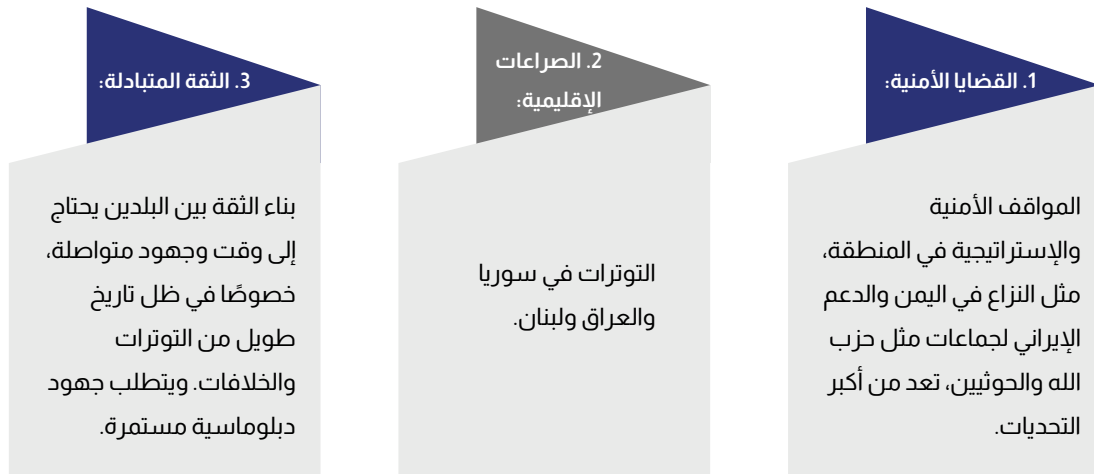 1. القضايا الأمنية:
المواقف الأمنية
والإستراتيجية في المنطقة،
مثل النزاع في اليمن والدعم
الإيراني لجماعات مثل حزب
الله والحوثيين، تعد من أكبر
التحديات.
2. الصراعات
الإقليمية:
التوترات في سوريا
والعراق ولبنان.
3. الثقة المتبادلة:
بناء الثقة بين البلدين يحتاج
إلى وقت وجهود متواصلة،
خصوصًا في ظل تاريخ
طويل من التوترات
والخلافات. ويتطلب جهود
دبلوماسية مستمرة.